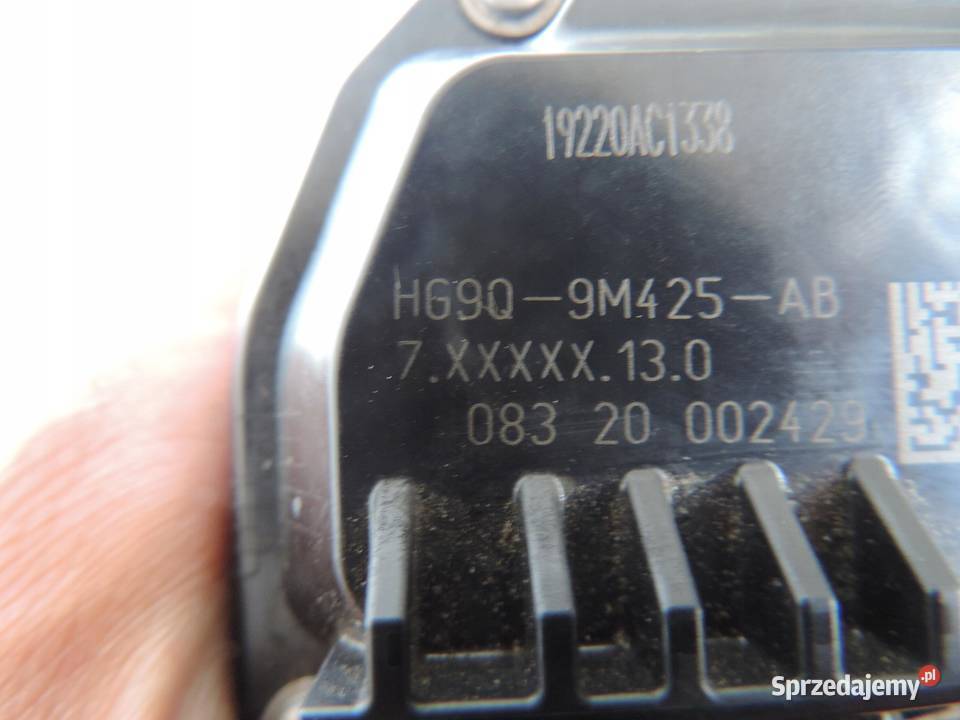 19220AC1338
HG9Q-9M425-AB
7.XXXXX.13.0
083 20 002429
Sprzedajemy.pl